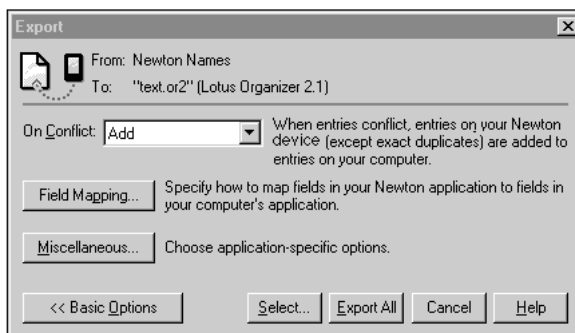 Export
From: Newton Names
To: "text.or2" (Lotus Organizer 2.1)
On Conflict: Add
When entries conflict, entries on your Newton
device (except exact duplicates) are added to
entries on your computer.
Field Mapping...
Specify how to map fields in your Newton application to fields in
your computer's application.
Miscellaneous...
Choose application-specific options.
<< Basic Options
Select...
Export All
Cancel
Help